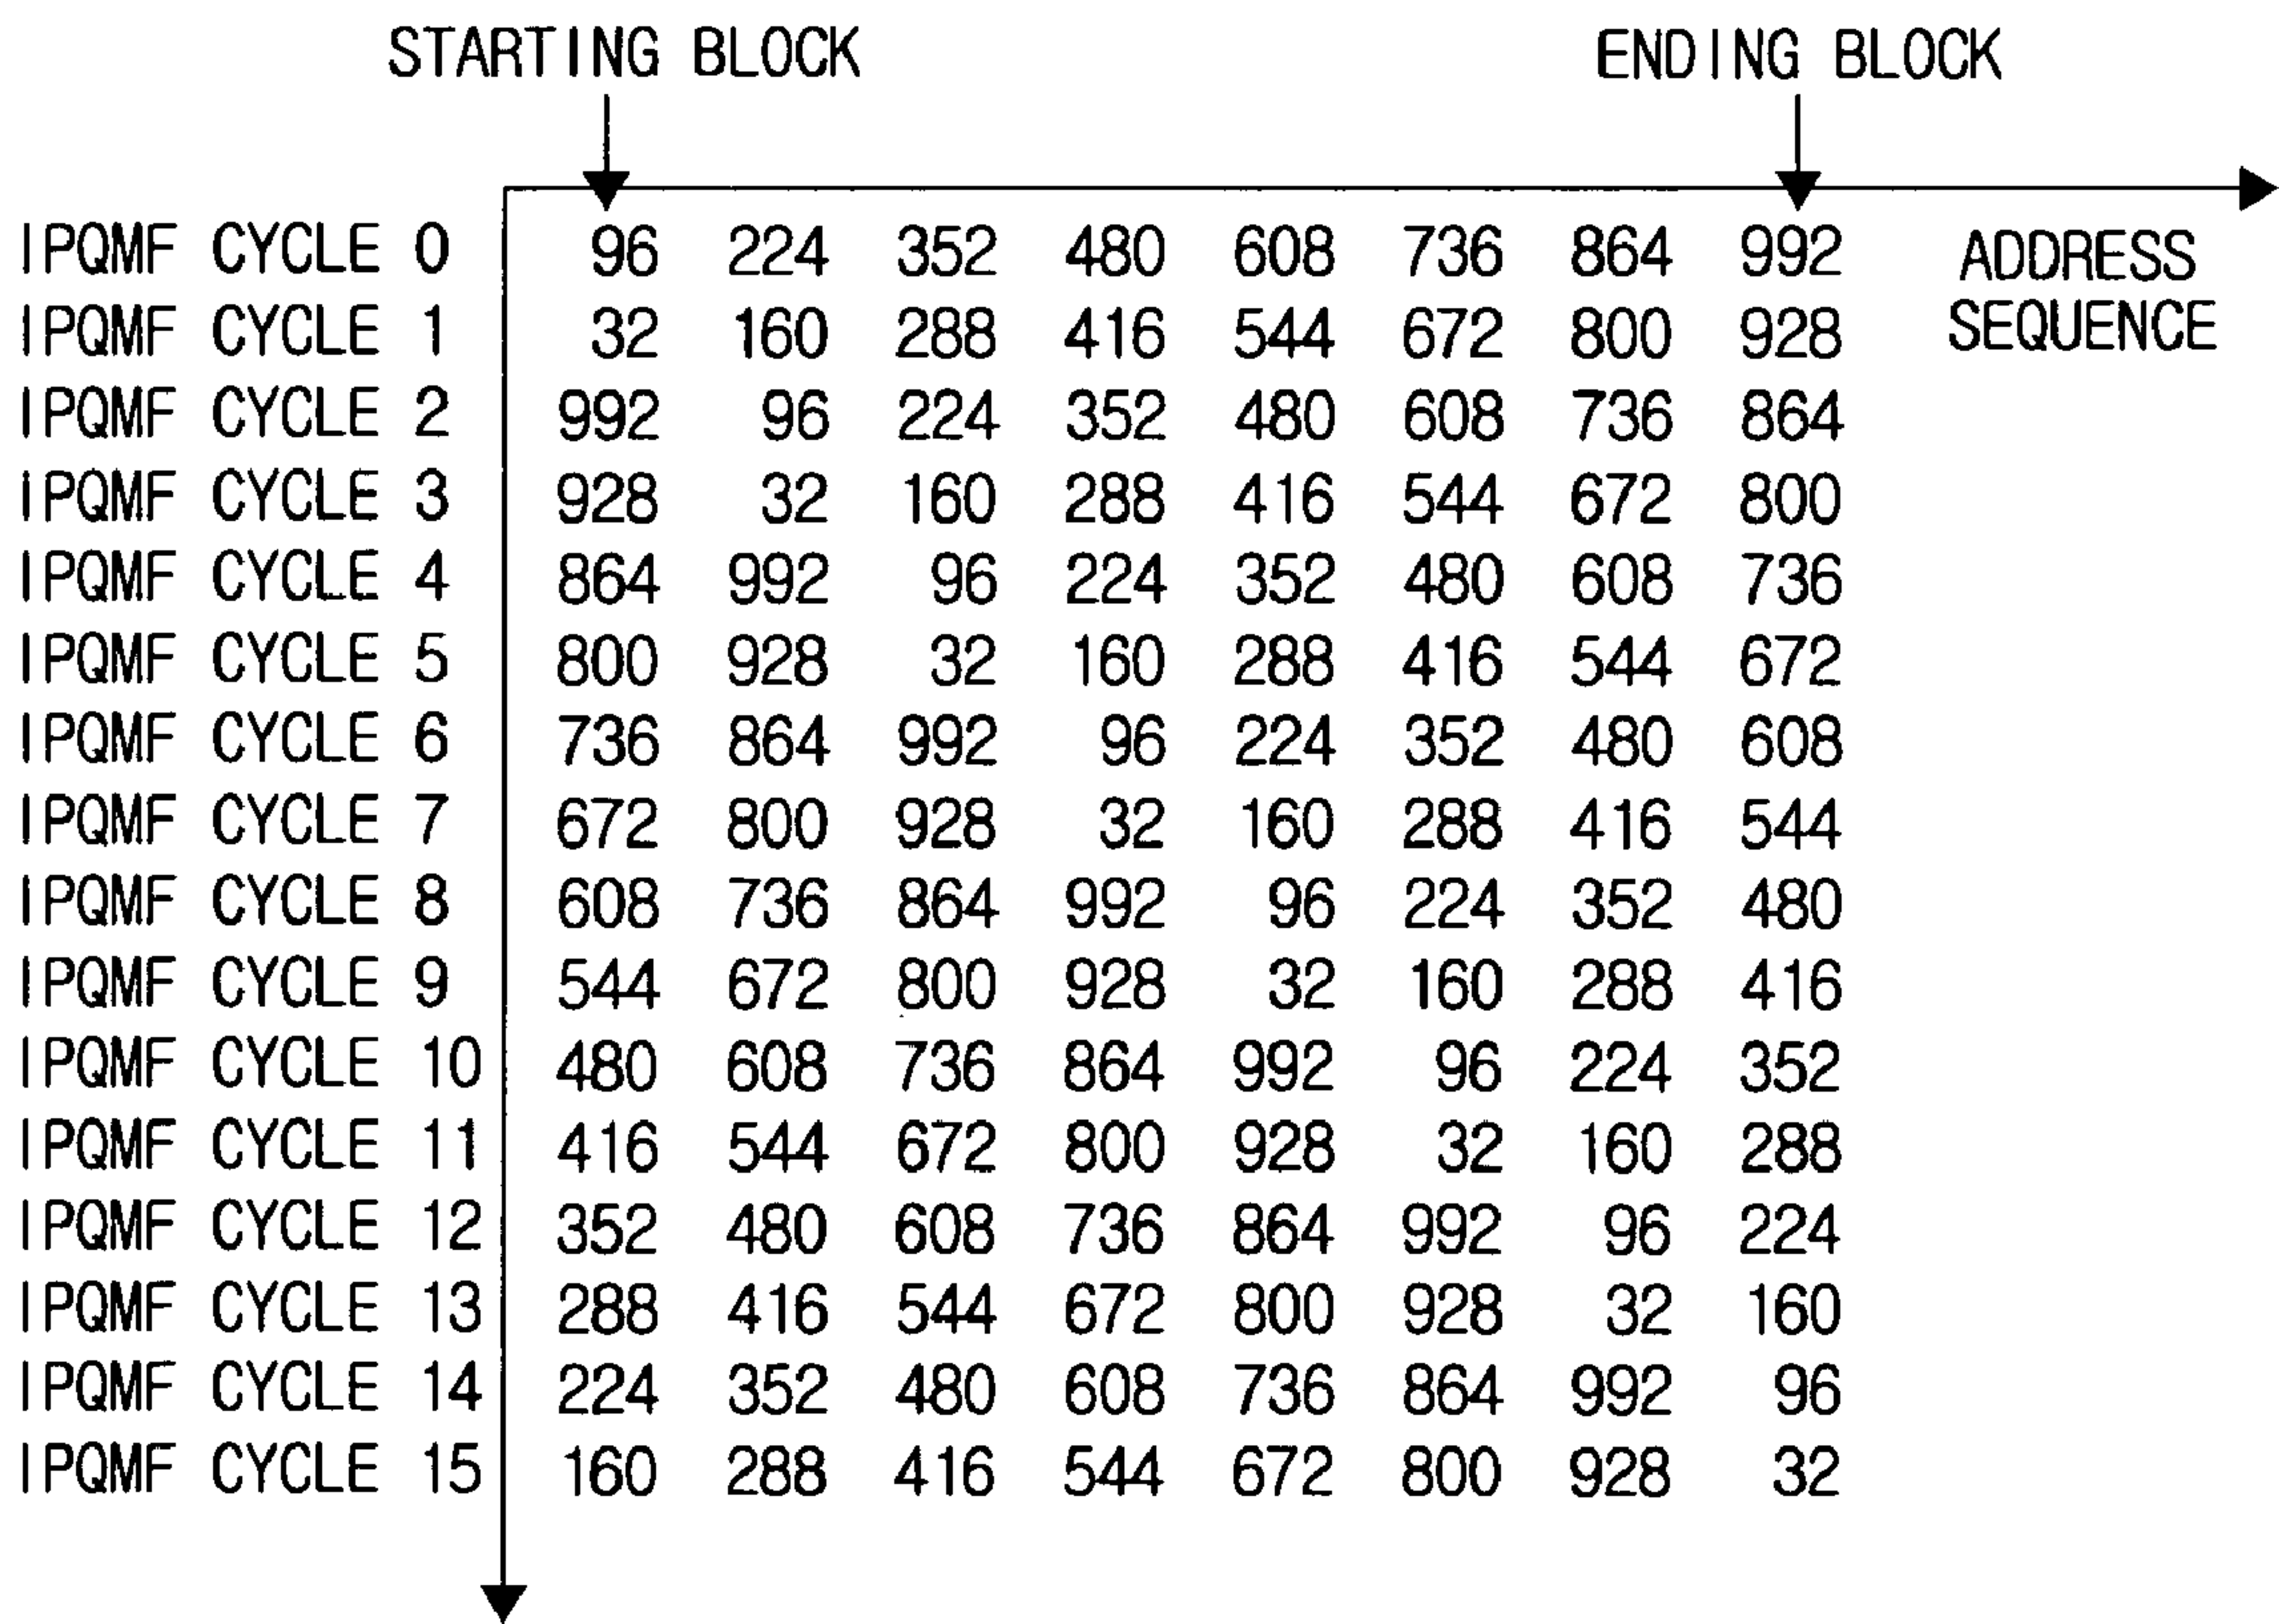 STARTING BLOCK ENDING BLOCK
IPQMF CYCLE 0 96 224 352 480 608 736 864 992 ADDRESS
IPQMF CYCLE 1 32 160 288 416 544 672 800 928 SEQUENCE
IPQMF CYCLE 2 992 96 224 352 480 608 736 864
IPQMF CYCLE 3 928 32 160 288 416 544 672 800
IPQMF CYCLE 4 864 992 96 224 352 480 608 736
IPQMF CYCLE 5 800 928 32 160 288 416 544 672
IPQMF CYCLE 6 736 864 992 96 224 352 480 608
IPQMF CYCLE 7 672 800 928 32 160 288 416 544
IPQMF CYCLE 8 608 736 864 992 96 224 352 480
IPQMF CYCLE 9 544 672 800 928 32 160 288 416
IPQMF CYCLE 10 480 608 736 864 992 96 224 352
IPQMF CYCLE 11 416 544 672 800 928 32 160 288
IPQMF CYCLE 12 352 480 608 736 864 992 96 224
IPQMF CYCLE 13 288 416 544 672 800 928 32 160
IPQMF CYCLE 14 224 352 480 608 736 864 992 96
IPQMF CYCLE 15 160 288 416 544 672 800 928 32